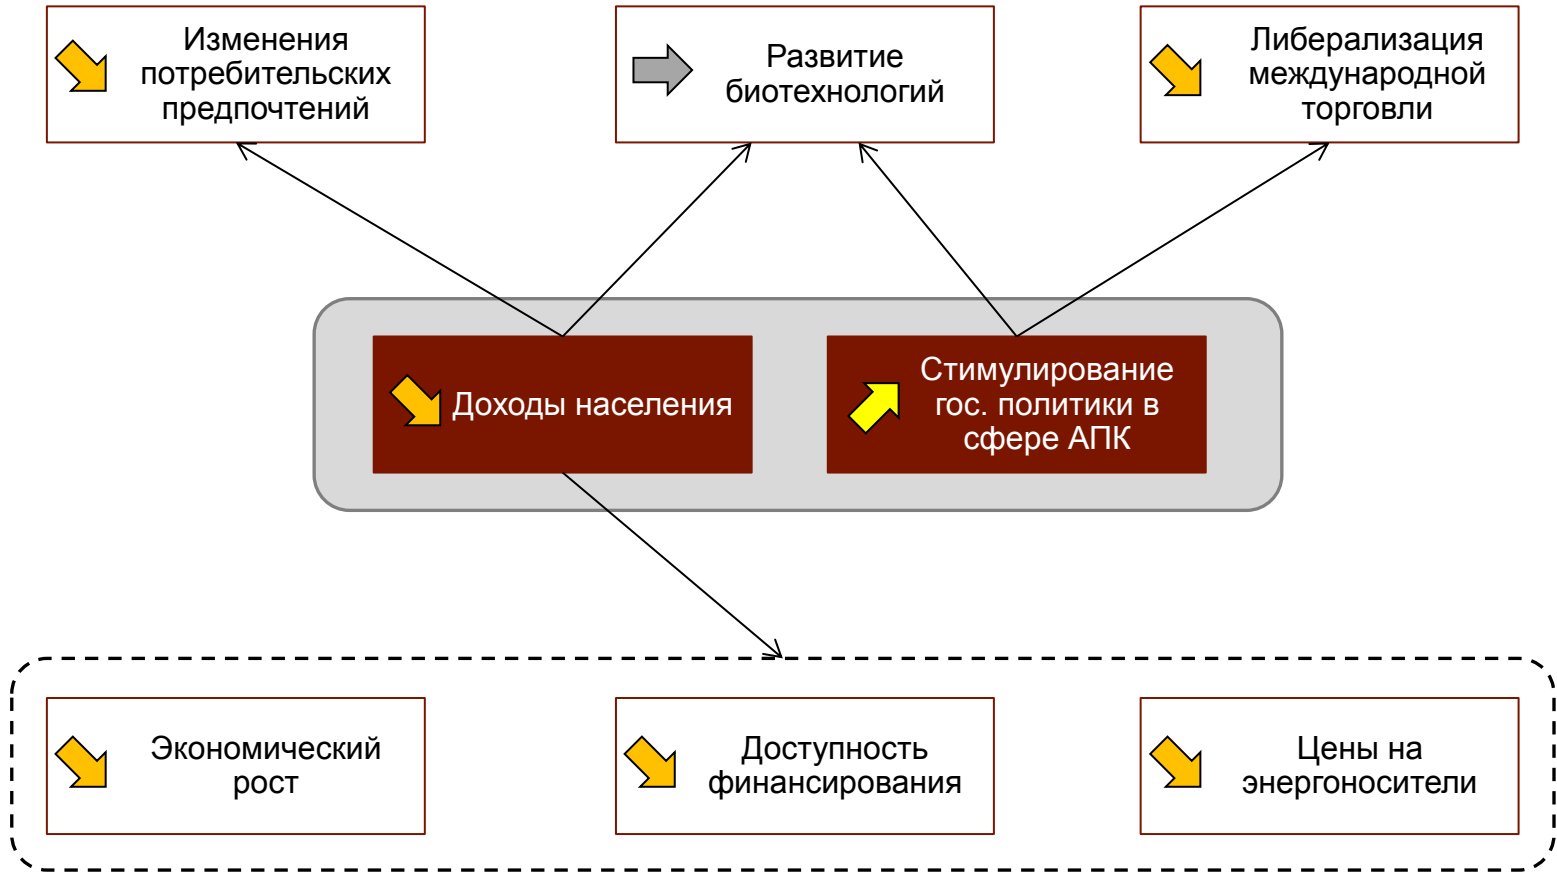 Изменения
потребительских
предпочтений
Развитие
биотехнологий
Либерализация
международной
торговли
Доходы населения
Стимулирование
гос. политики в
сфере АПК
Экономический
рост
Доступность
финансирования
Цены на
энергоносители